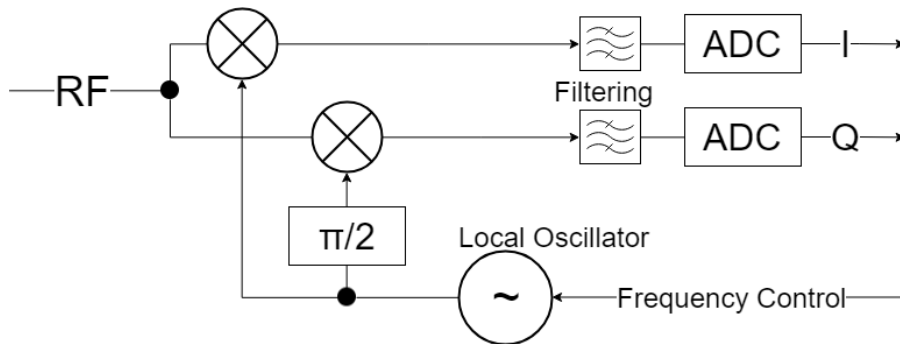 ADC
I
RF
Filtering
ADC
Q
π/2
Local Oscillator
~
Frequency Control